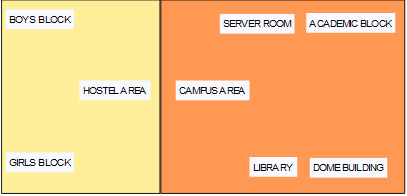 BOYS BLOCK
SERVER ROOM
ACADEMIC BLOCK
HOSTEL AREA
CAMPUS AREA
GIRLS BLOCK
LIBRARY
DOME BUILDING